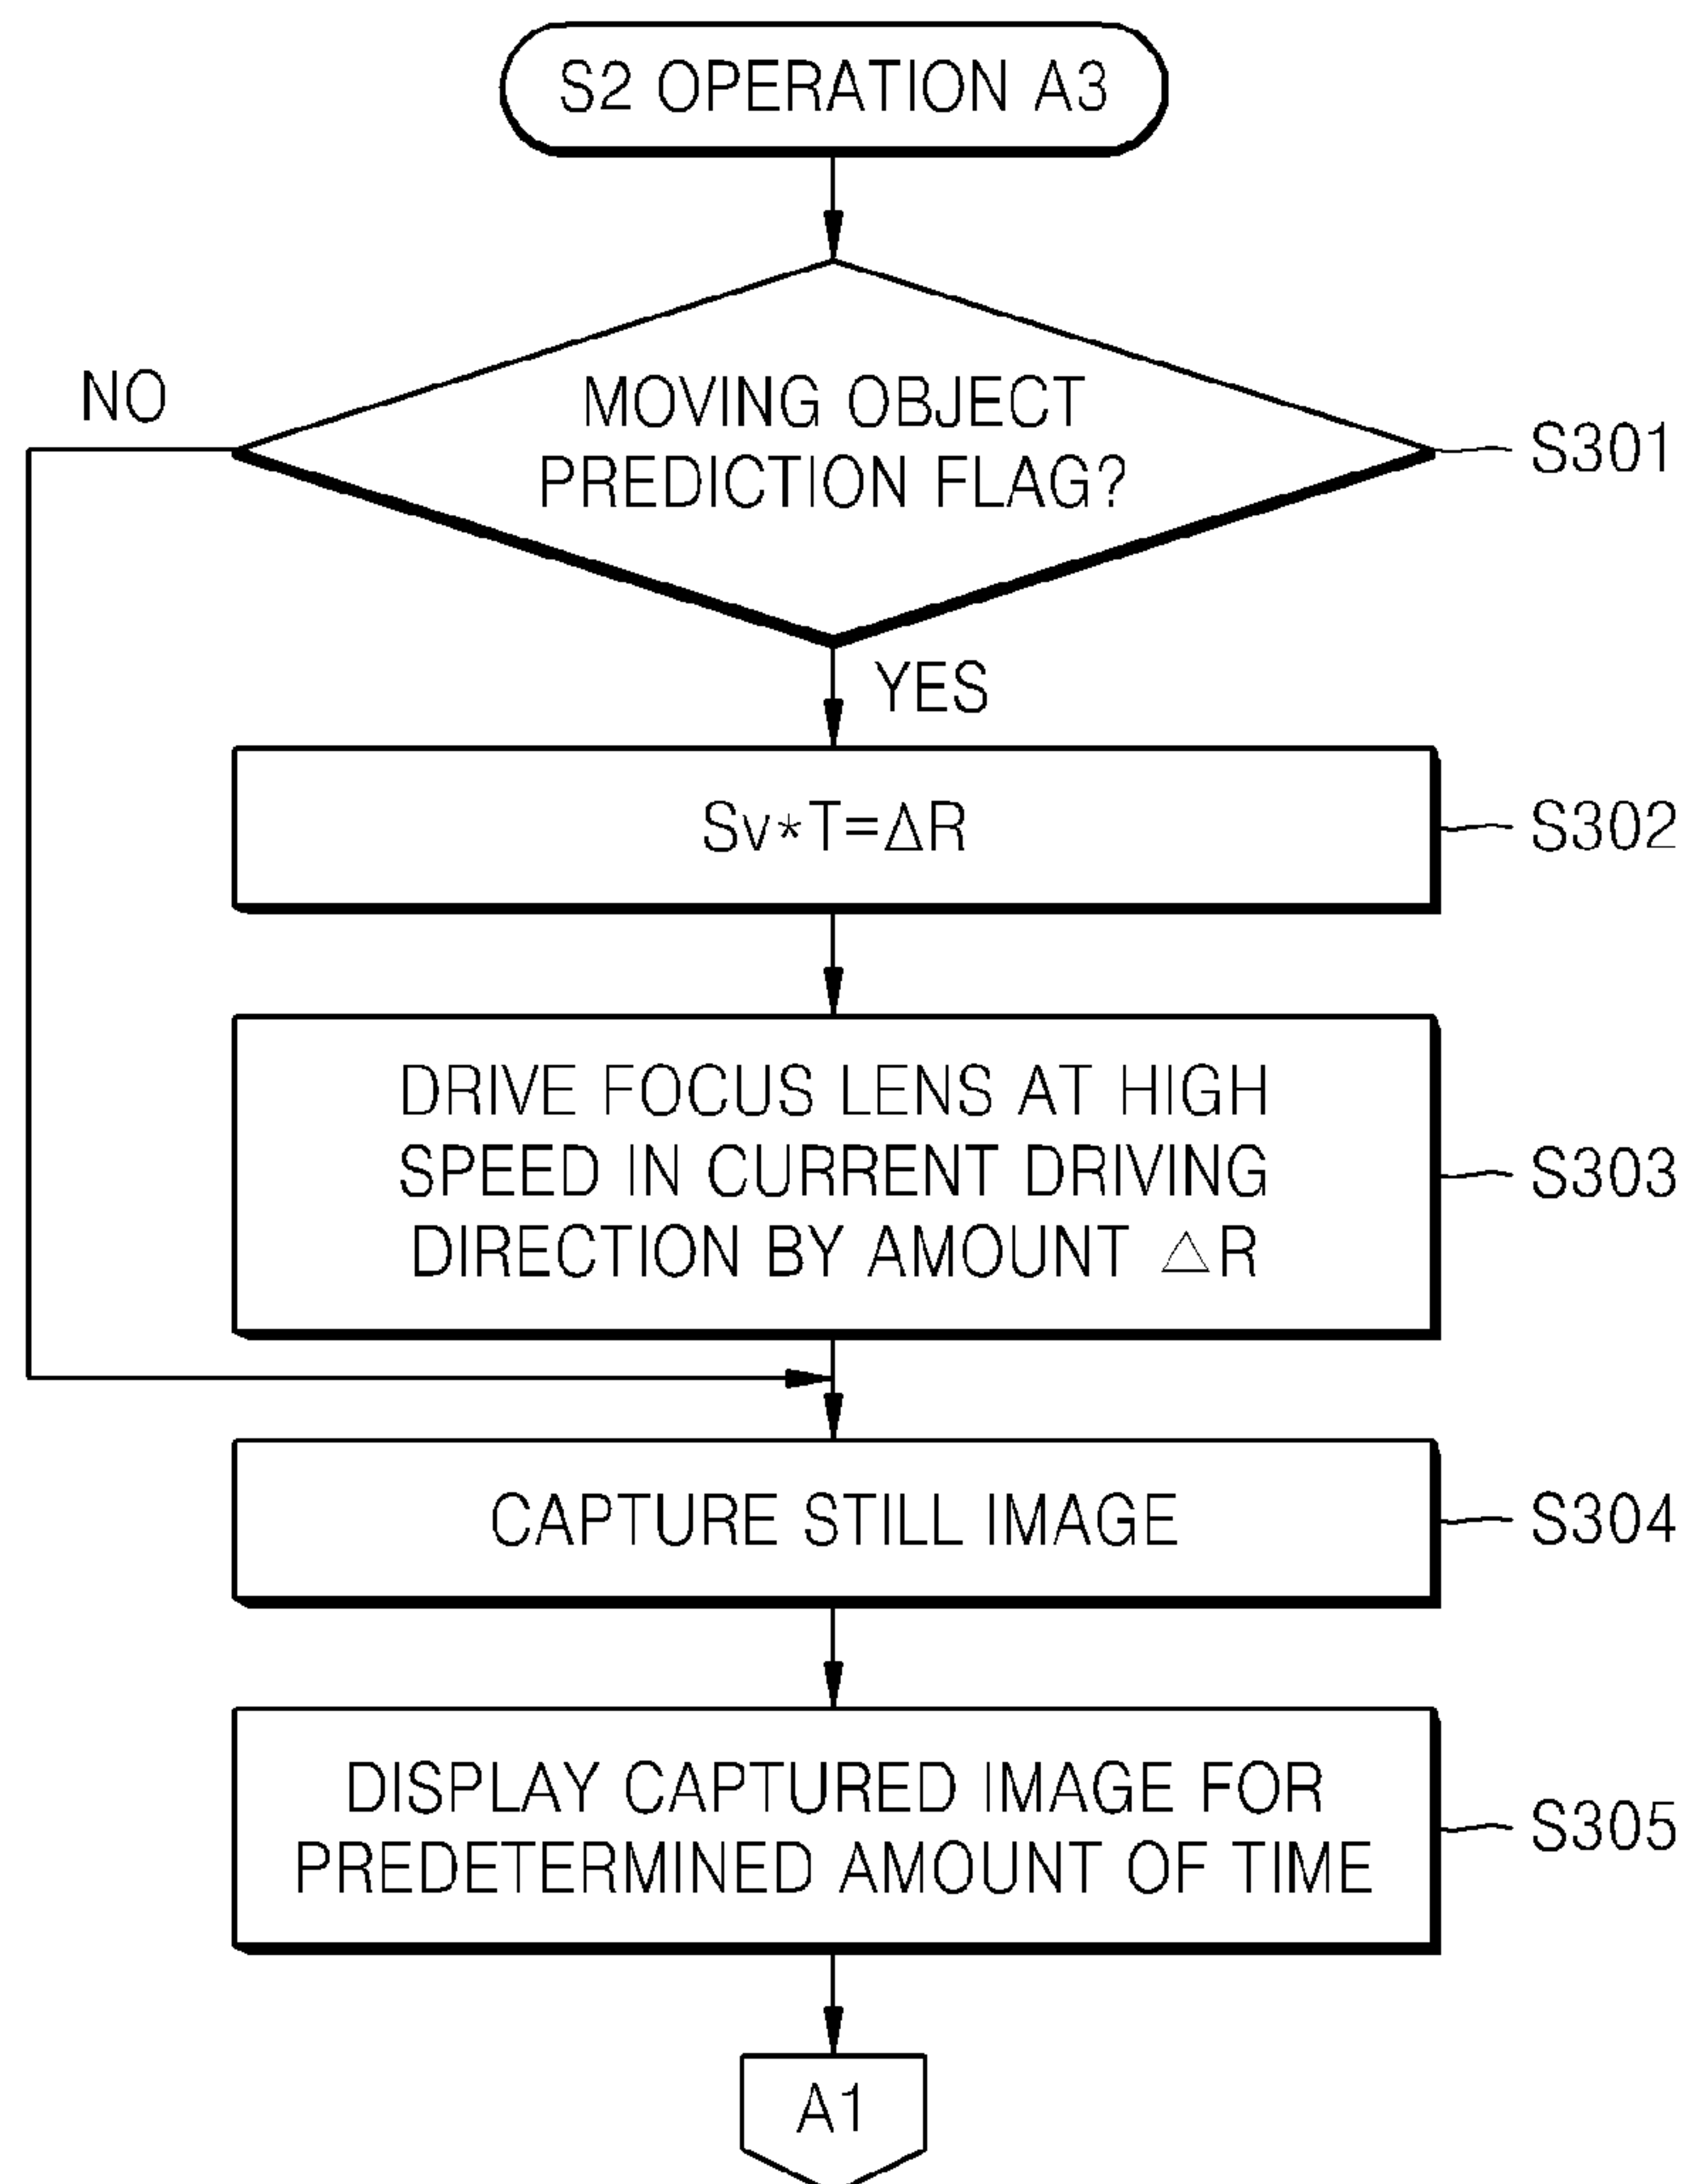 S2 OPERATION A3
NO
MOVING OBJECT
PREDICTION FLAG?
S301
YES
Sv*T=ΔR
S302
DRIVE FOCUS LENS AT HIGH
SPEED IN CURRENT DRIVING
DIRECTION BY AMOUNT △R
S303
CAPTURE STILL IMAGE
S304
DISPLAY CAPTURED IMAGE FOR
PREDETERMINED AMOUNT OF TIME
S305
A1